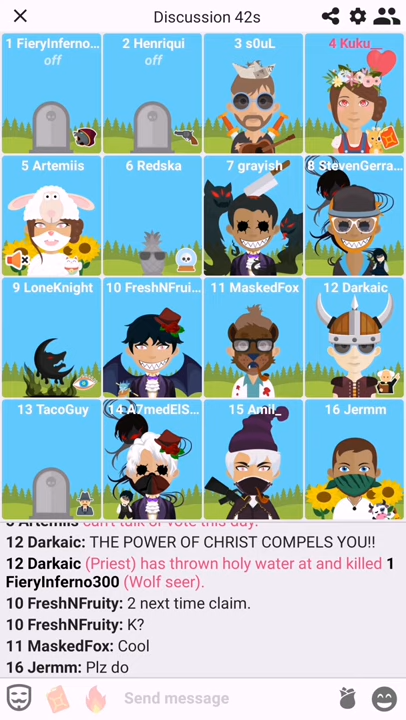 Discussion 42s
1 FieryInferno...
off
2 Henriqui
off
3 s0uL
4 Kuku__
5 Artemiis
6 Redska
7 grayish
8 StevenGerra...
9 LoneKnight
10 FreshNFrui...
11 MaskedFox
12 Darkaic
13 TacoGuy
14 A7medElS...
15 Amil_
16 Jermm
5 Artemiis can't talk or vote this day.
12 Darkaic: THE POWER OF CHRIST COMPELS YOU!!
12 Darkaic (Priest) has thrown holy water at and killed 1
FieryInferno300 (Wolf seer).
10 FreshNFruity: 2 next time claim.
10 FreshNFruity: K?
11 MaskedFox: Cool
16 Jermm: Plz do
Send message